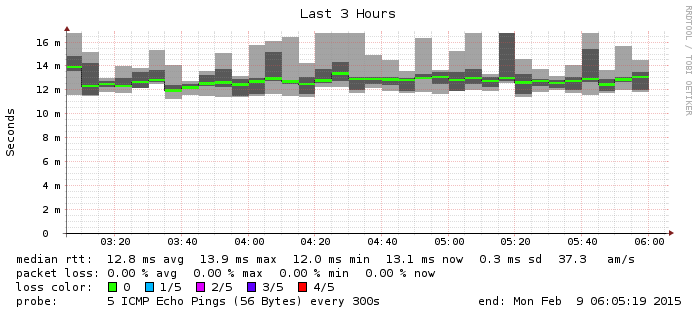 Last 3 Hours
RRDTOOL / TOBI OETIKER
Seconds
16 m
14 m
12 m
10 m
8 m
6 m
4 m
2 m
0
03:20 03:40 04:00 04:20 04:40 05:00 05:20 05:40 06:00
median rtt: 12.8 ms avg 13.9 ms max 12.0 ms min 13.1 ms now 0.3 ms sd 37.3 am/s
packet loss: 0.00 % avg 0.00 % max 0.00 % min 0.00 % now
loss color: 0 1/5 2/5 3/5 4/5
probe: 5 ICMP Echo Pings (56 Bytes) every 300s end: Mon Feb 9 06:05:19 2015